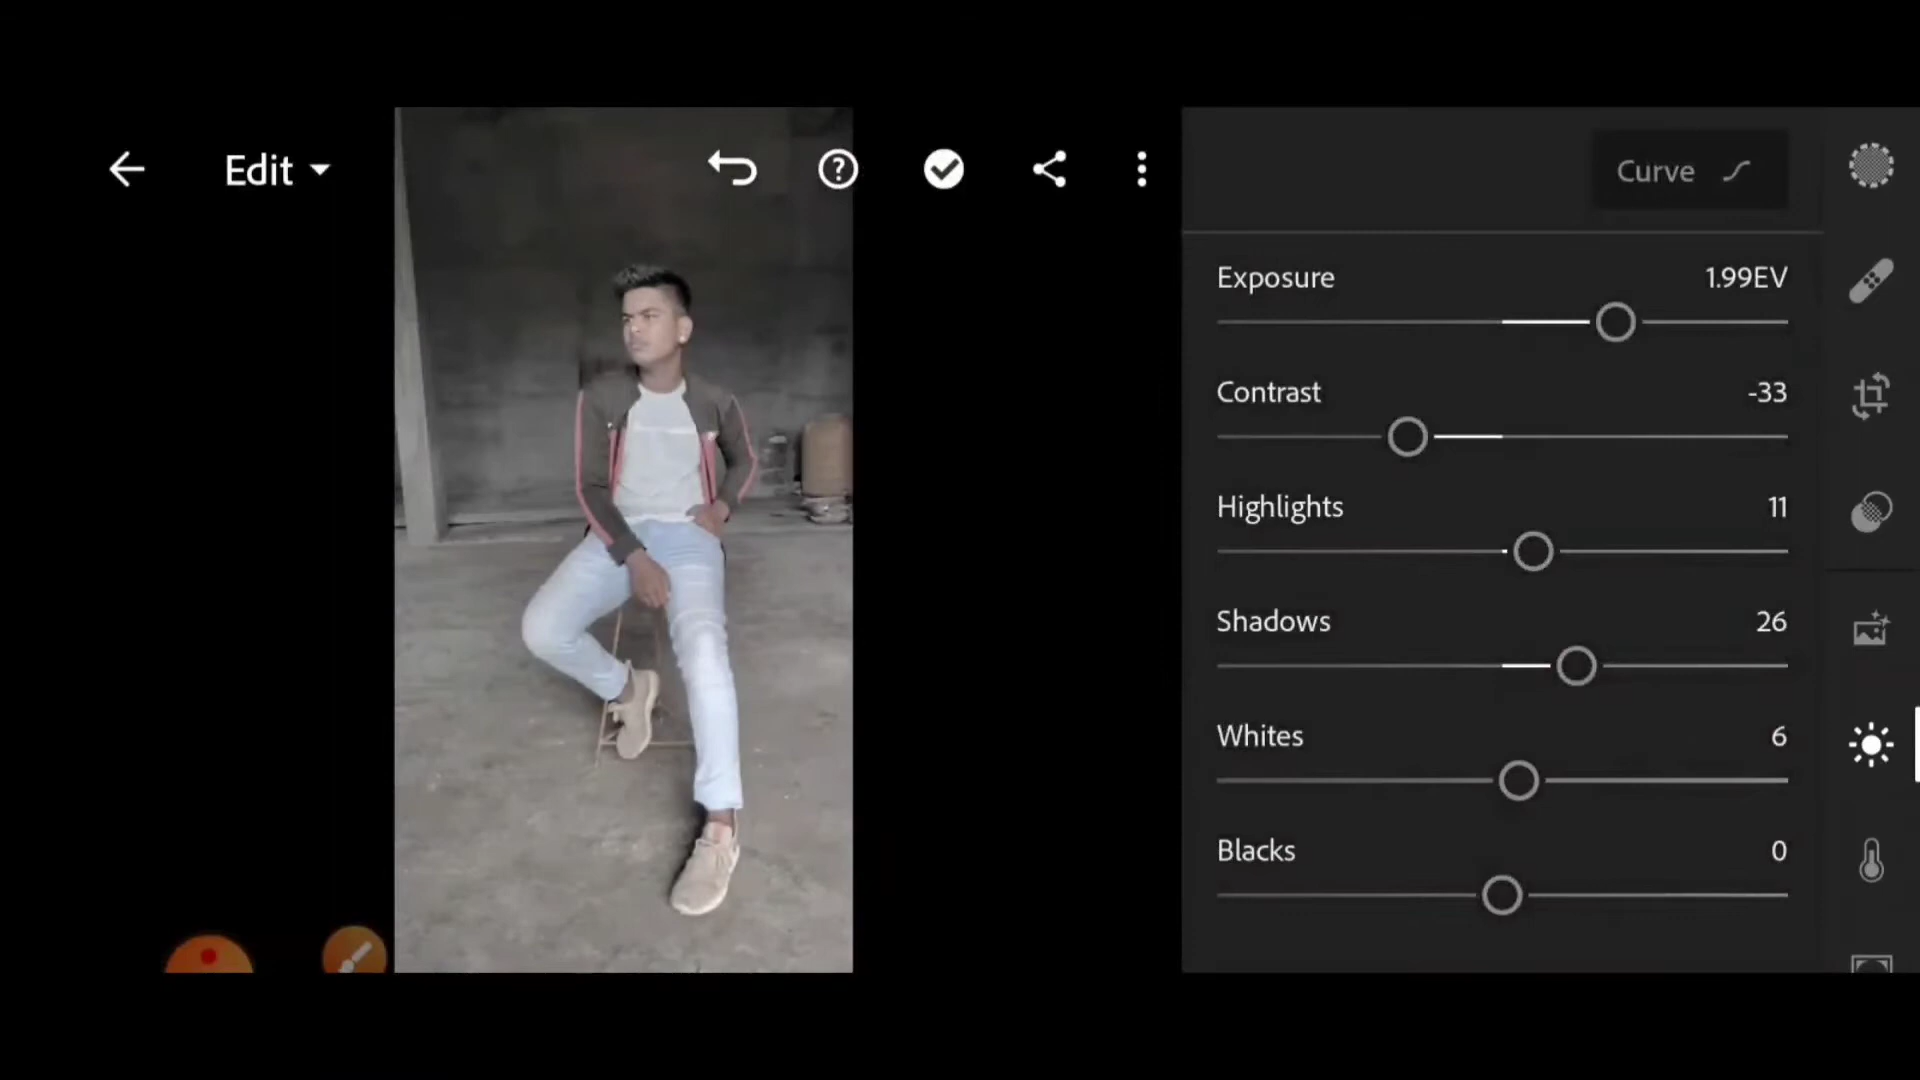 Edit
Curve
Exposure 1.99EV
Contrast -33
Highlights 11
Shadows 26
Whites 6
Blacks 0